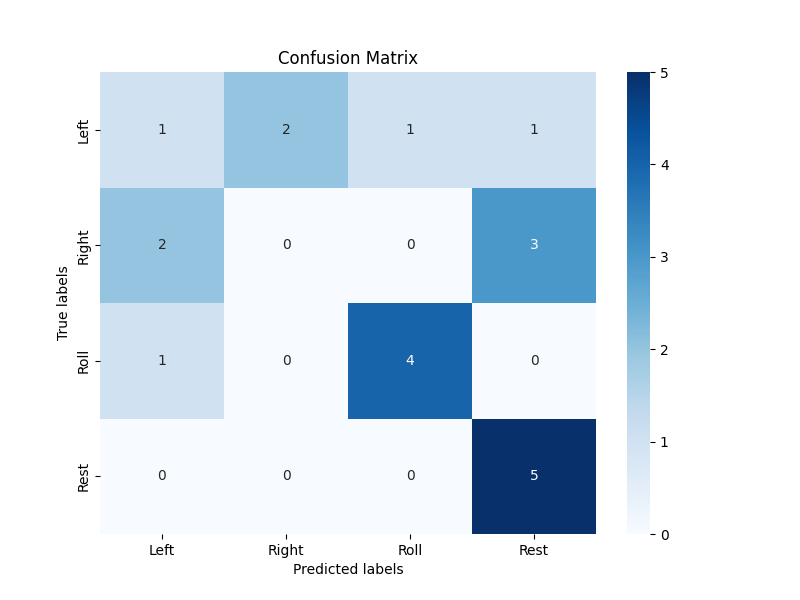 Confusion Matrix
Left 1 2 1 1
Right 2 0 0 3
Roll 1 0 4 0
Rest 0 0 0 5
Left Right Roll Rest
Predicted labels
True labels
5
4
3
2
1
0